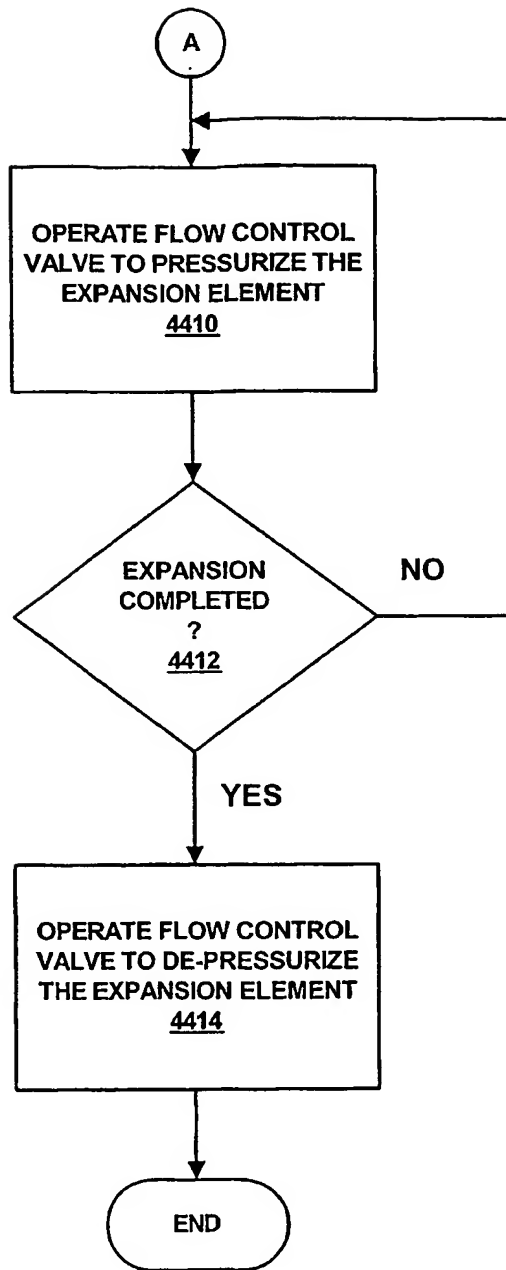 A
OPERATE FLOW CONTROL
VALVE TO PRESSURIZE THE
EXPANSION ELEMENT
4410
EXPANSION
COMPLETED
?
4412
NO
YES
OPERATE FLOW CONTROL
VALVE TO DE-PRESSURIZE
THE EXPANSION ELEMENT
4414
END